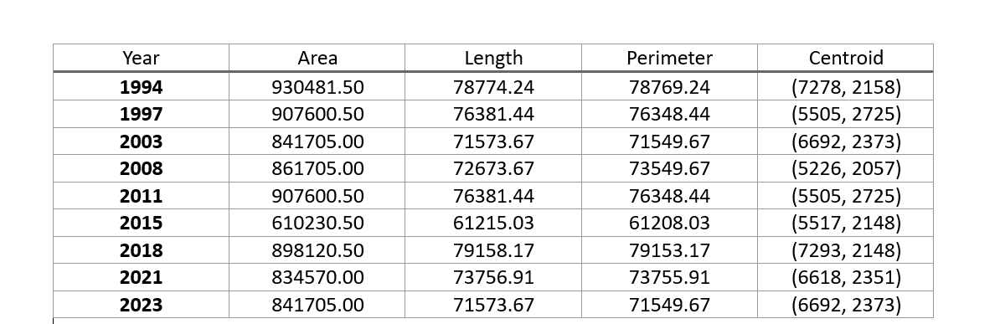 Year Area Length Perimeter Centroid
1994 930481.50 78774.24 78769.24 (7278, 2158)
1997 907600.50 76381.44 76348.44 (5505, 2725)
2003 841705.00 71573.67 71549.67 (6692, 2373)
2008 861705.00 72673.67 73549.67 (5226, 2057)
2011 907600.50 76381.44 76348.44 (5505, 2725)
2015 610230.50 61215.03 61208.03 (5517, 2148)
2018 898120.50 79158.17 79153.17 (7293, 2148)
2021 834570.00 73756.91 73755.91 (6618, 2351)
2023 841705.00 71573.67 71549.67 (6692, 2373)